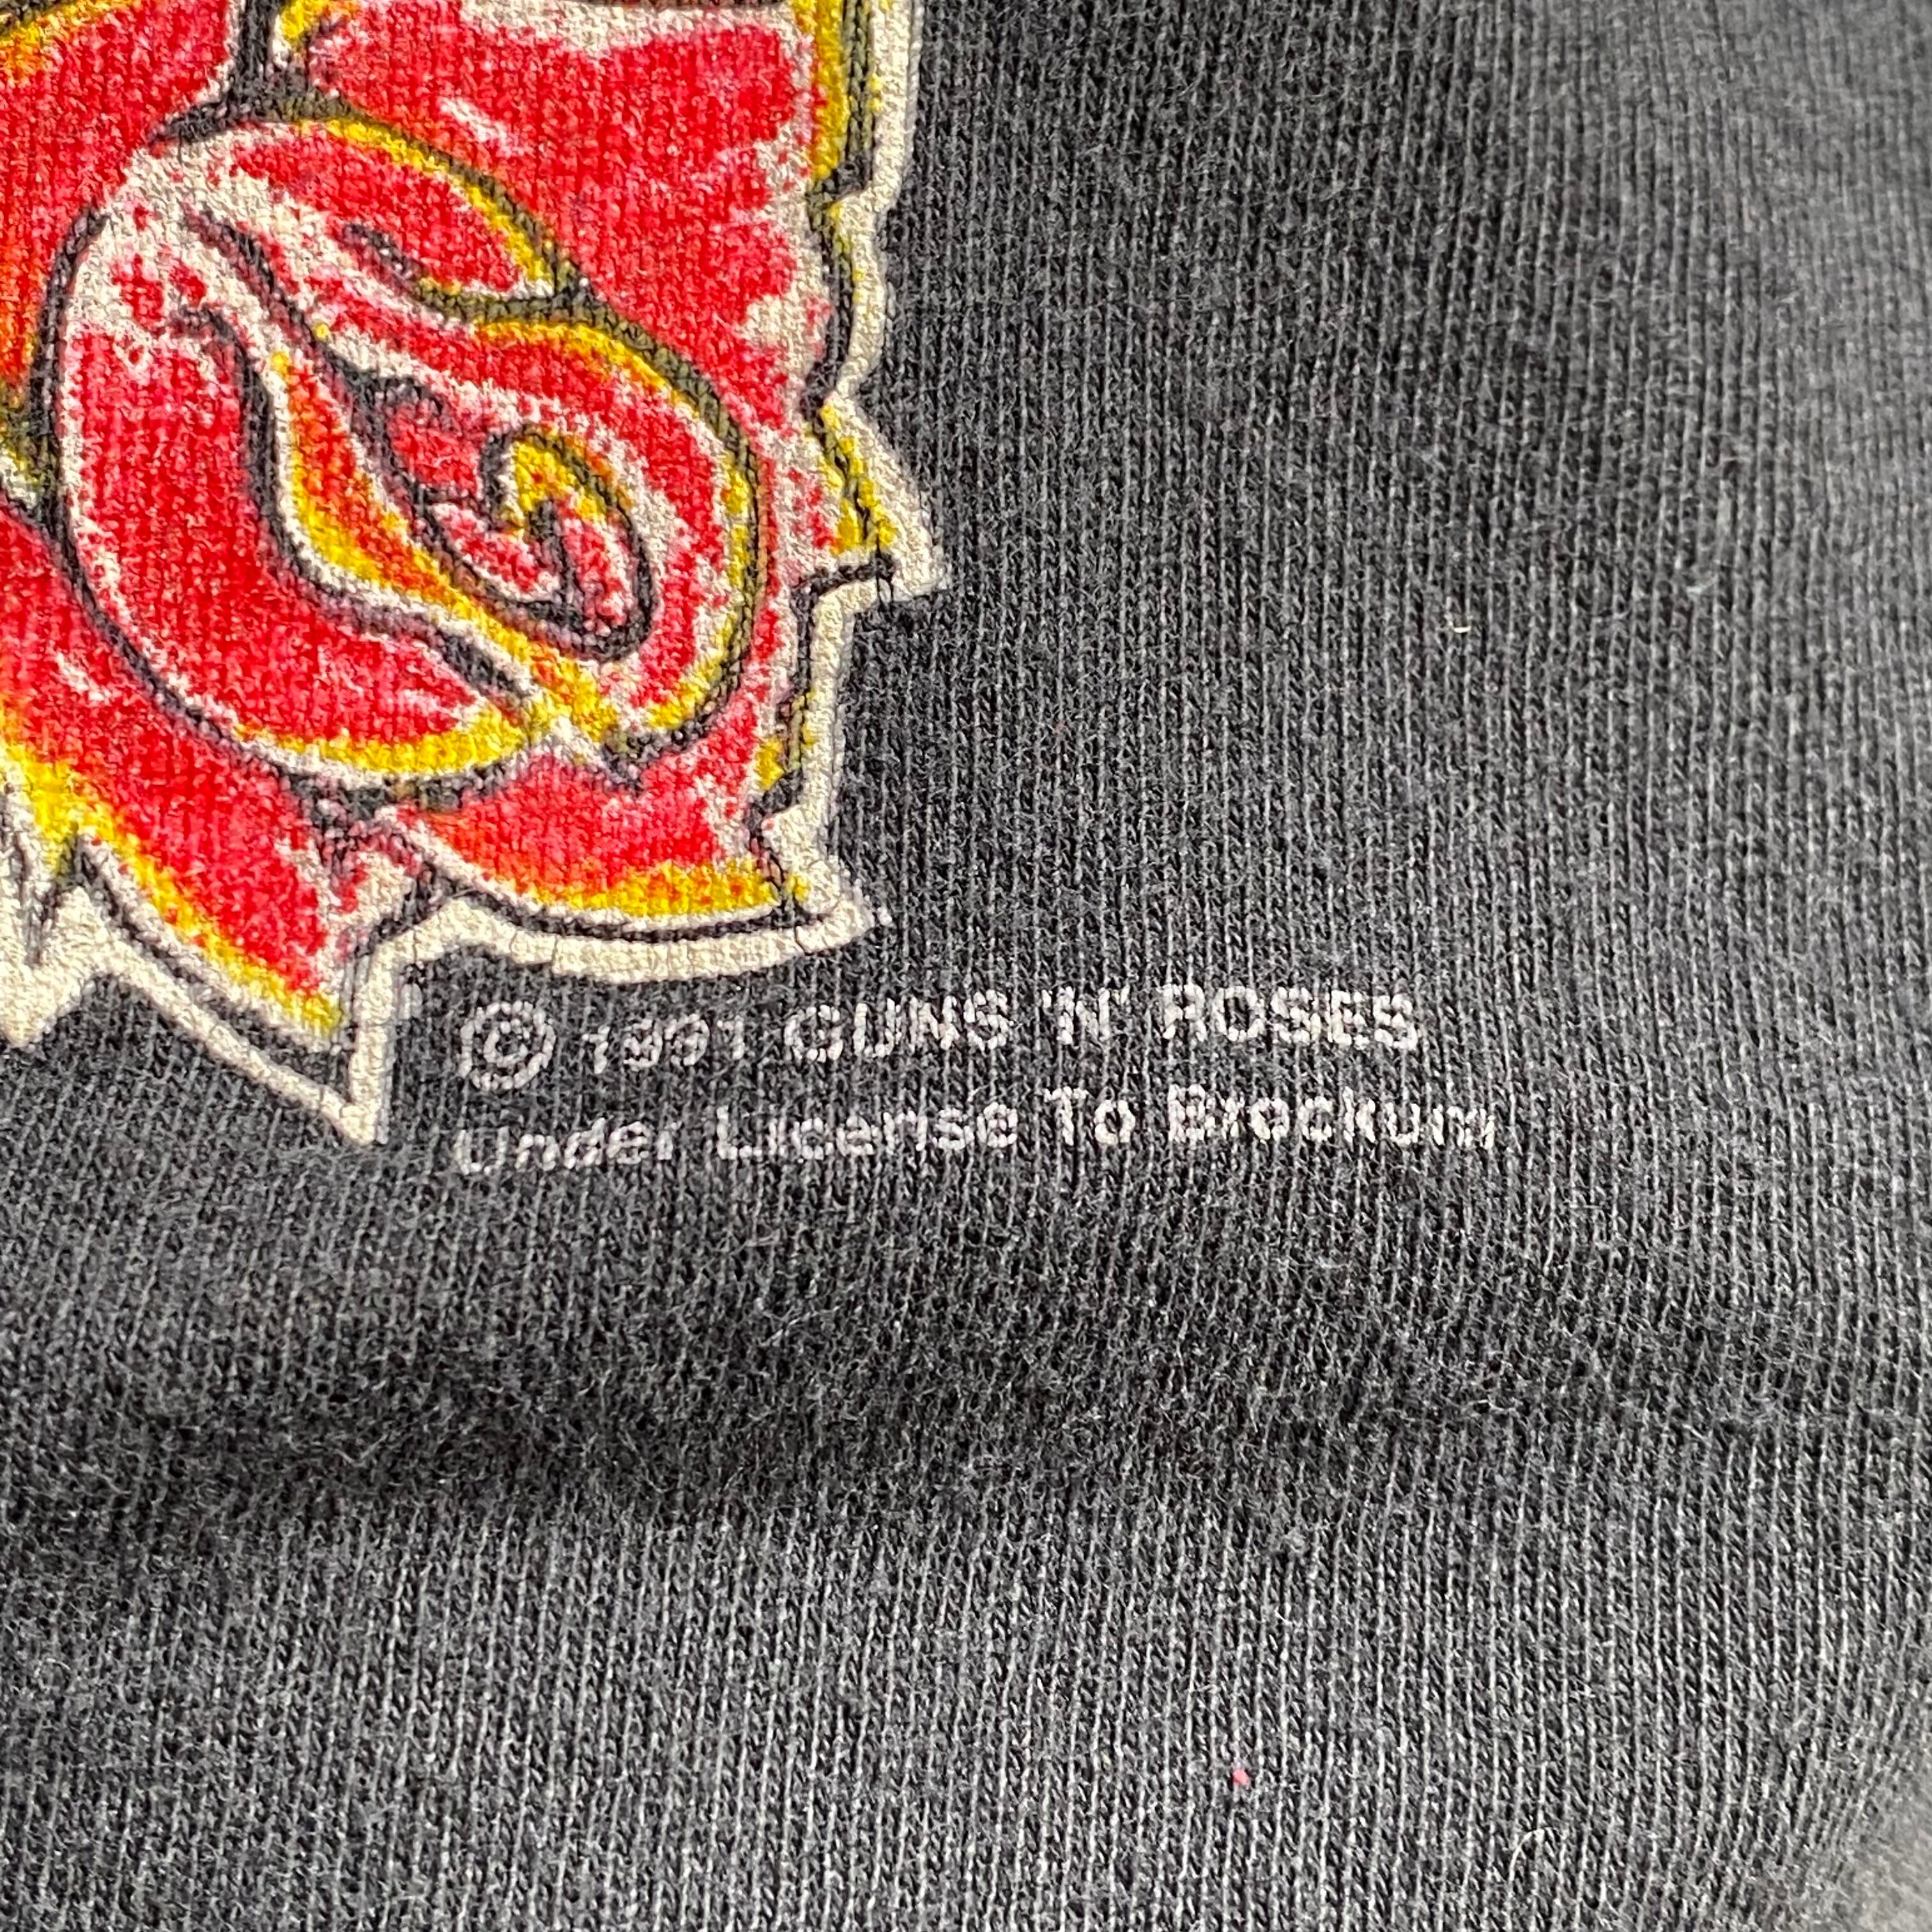 © 1991 GUNS 'N' ROSES
Under License To Brockum